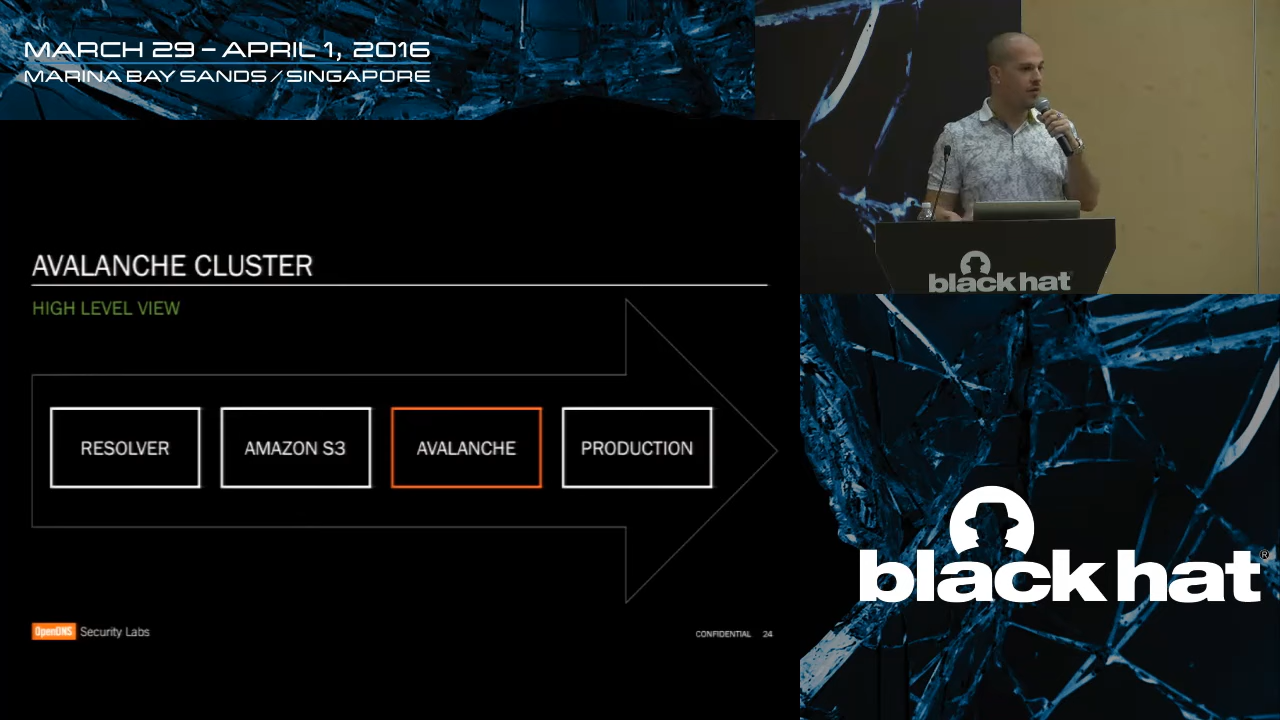 MARCH 29 – APRIL 1, 2016
MARINA BAY SANDS / SINGAPORE
black hat
AVALANCHE CLUSTER
HIGH LEVEL VIEW
RESOLVER
AMAZON S3
AVALANCHE
PRODUCTION
black hat®
OpenDNS Security Labs
CONFIDENTIAL 24